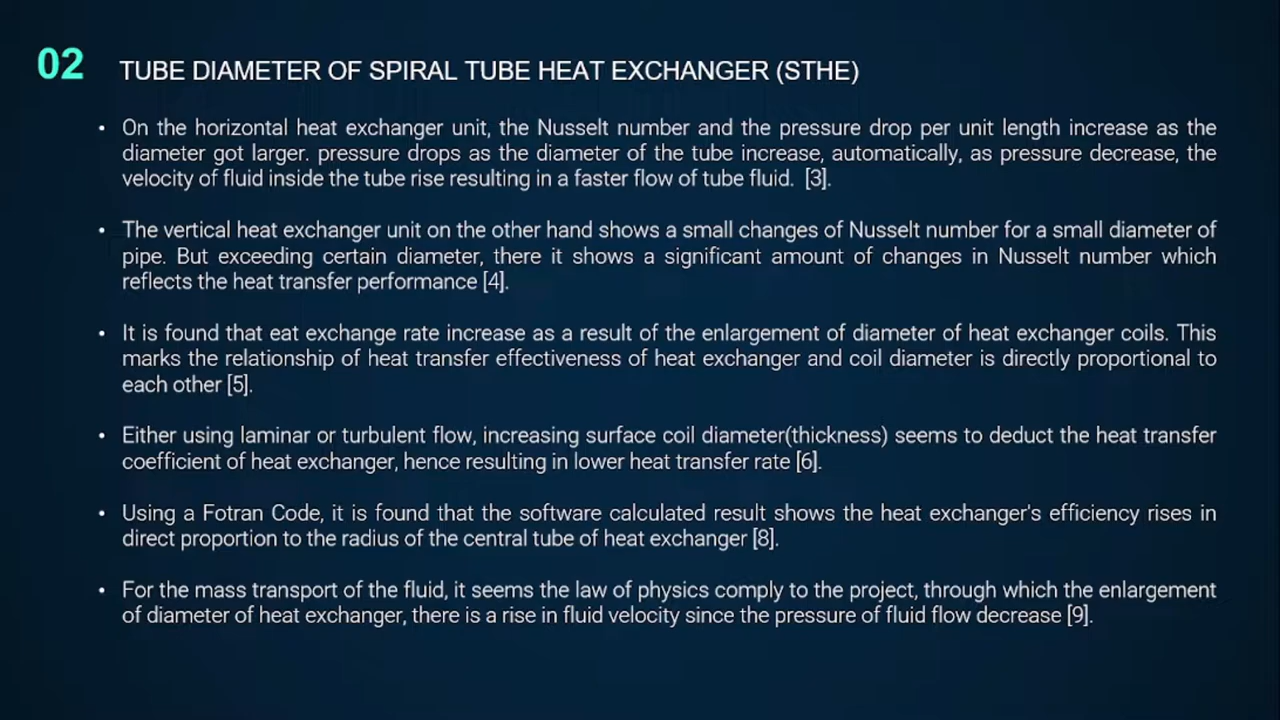 02 TUBE DIAMETER OF SPIRAL TUBE HEAT EXCHANGER (STHE)
• On the horizontal heat exchanger unit, the Nusselt number and the pressure drop per unit length increase as the
diameter got larger. pressure drops as the diameter of the tube increase, automatically, as pressure decrease, the
velocity of fluid inside the tube rise resulting in a faster flow of tube fluid. [3].
• The vertical heat exchanger unit on the other hand shows a small changes of Nusselt number for a small diameter of
pipe. But exceeding certain diameter, there it shows a significant amount of changes in Nusselt number which
reflects the heat transfer performance [4].
• It is found that eat exchange rate increase as a result of the enlargement of diameter of heat exchanger coils. This
marks the relationship of heat transfer effectiveness of heat exchanger and coil diameter is directly proportional to
each other [5].
• Either using laminar or turbulent flow, increasing surface coil diameter(thickness) seems to deduct the heat transfer
coefficient of heat exchanger, hence resulting in lower heat transfer rate [6].
• Using a Fotran Code, it is found that the software calculated result shows the heat exchanger's efficiency rises in
direct proportion to the radius of the central tube of heat exchanger [8].
• For the mass transport of the fluid, it seems the law of physics comply to the project, through which the enlargement
of diameter of heat exchanger, there is a rise in fluid velocity since the pressure of fluid flow decrease [9].